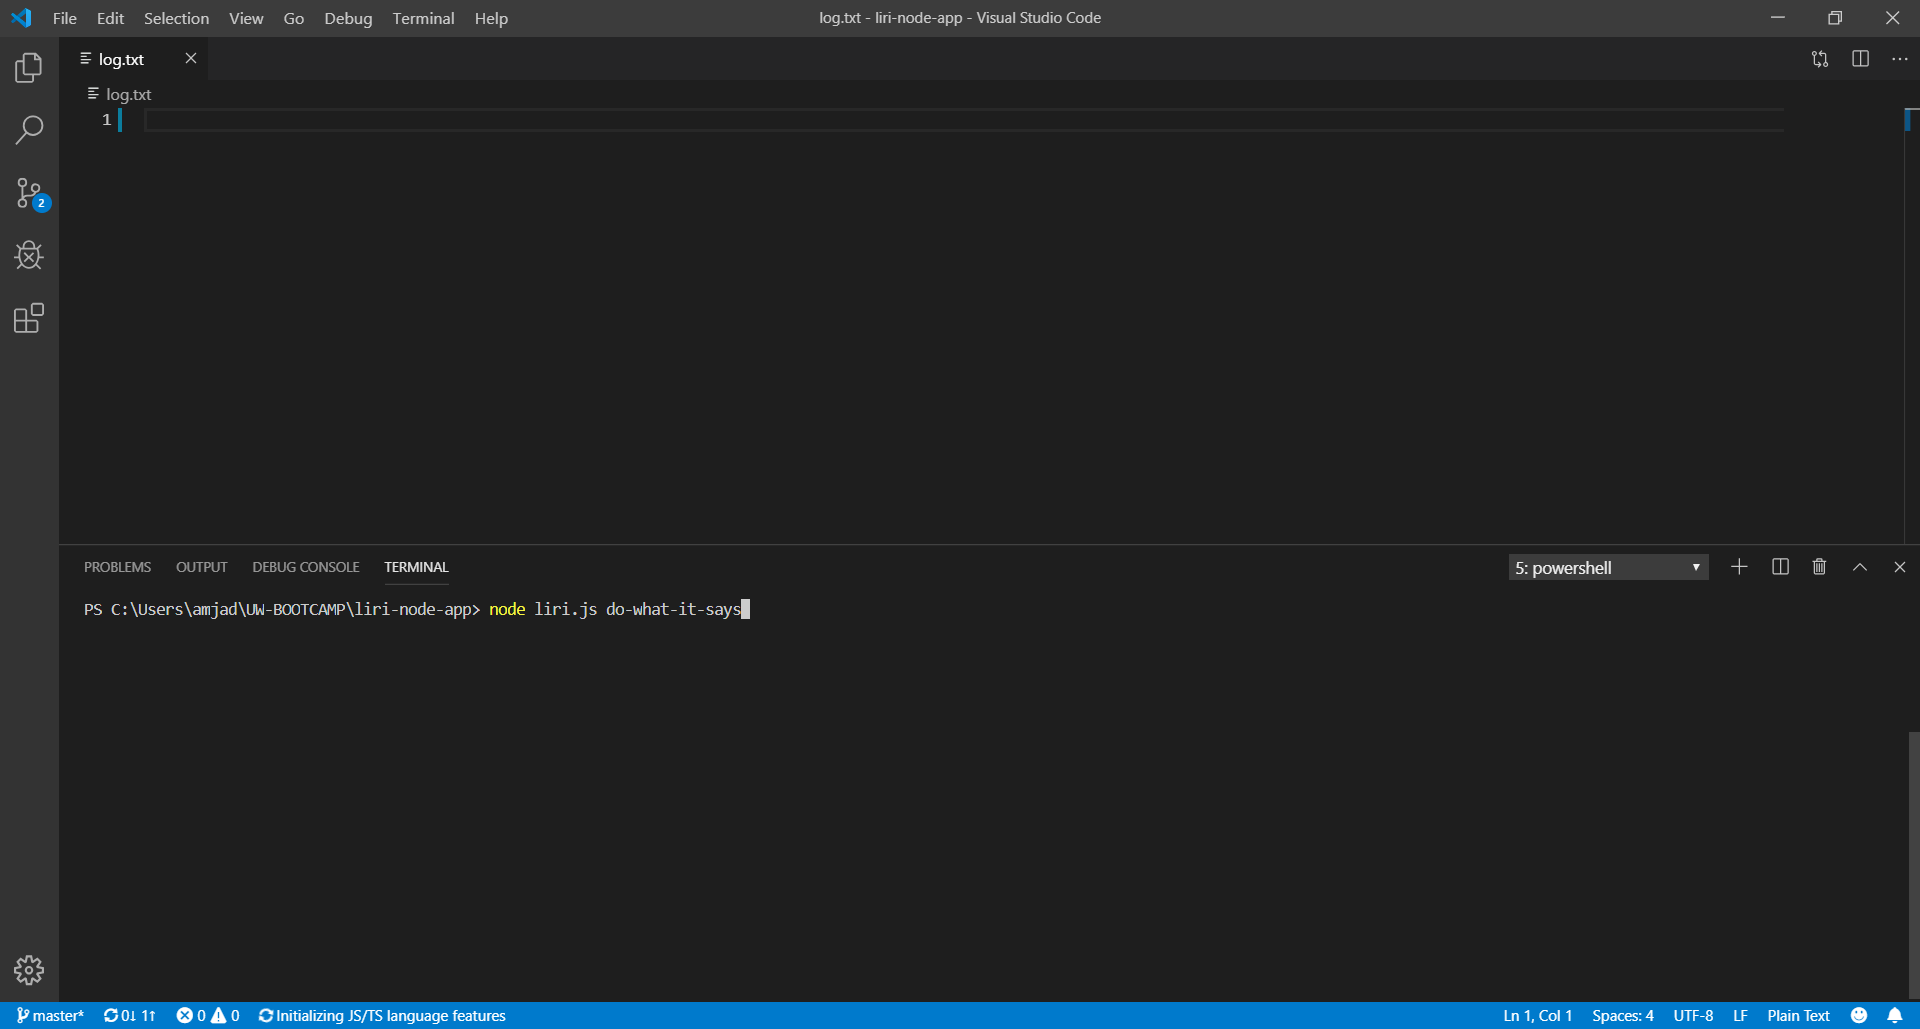 File Edit Selection View Go Debug Terminal Help log.txt - liri-node-app - Visual Studio Code
log.txt
log.txt
1
2
PROBLEMS OUTPUT DEBUG CONSOLE TERMINAL 5: powershell
PS C:\Users\amjad\UW-BOOTCAMP\liri-node-app> node liri.js do-what-it-says
master* 0↓ 1↑ 0 0 Initializing JS/TS language features Ln 1, Col 1 Spaces: 4 UTF-8 LF Plain Text